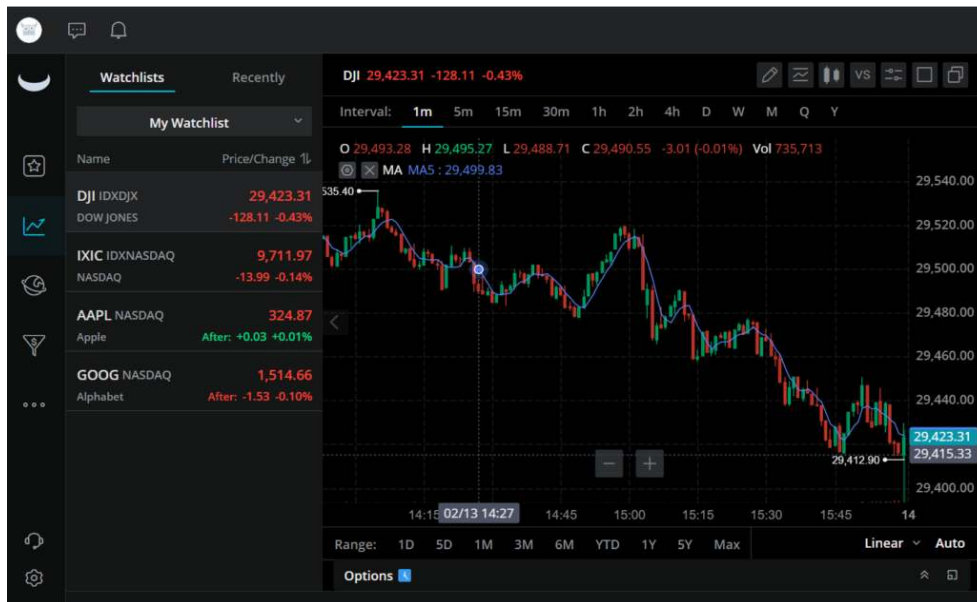 Watchlists Recently
My Watchlist
Name Price/Change
DJI IDXDJX 29,423.31
DOW JONES -128.11 -0.43%
IXIC IDXNASDAQ 9,711.97
NASDAQ -13.99 -0.14%
AAPL NASDAQ 324.87
Apple After: +0.03 +0.01%
GOOG NASDAQ 1,514.66
Alphabet After: -1.53 -0.10%
DJI 29,423.31 -128.11 -0.43%
VS
Interval: 1m 5m 15m 30m 1h 2h 4h D W M Q Y
O 29,493.28 H 29,495.27 L 29,488.71 C 29,490.55 -3.01 (-0.01%) Vol 735,713
MA MA5 : 29,499.83
535.40
29,540.00
29,520.00
29,500.00
29,480.00
29,460.00
29,440.00
29,423.31
29,415.33
29,412.90
29,400.00
14:15 02/13 14:27 14:45 15:00 15:15 15:30 15:45 14
Range: 1D 5D 1M 3M 6M YTD 1Y 5Y Max Linear Auto
Options